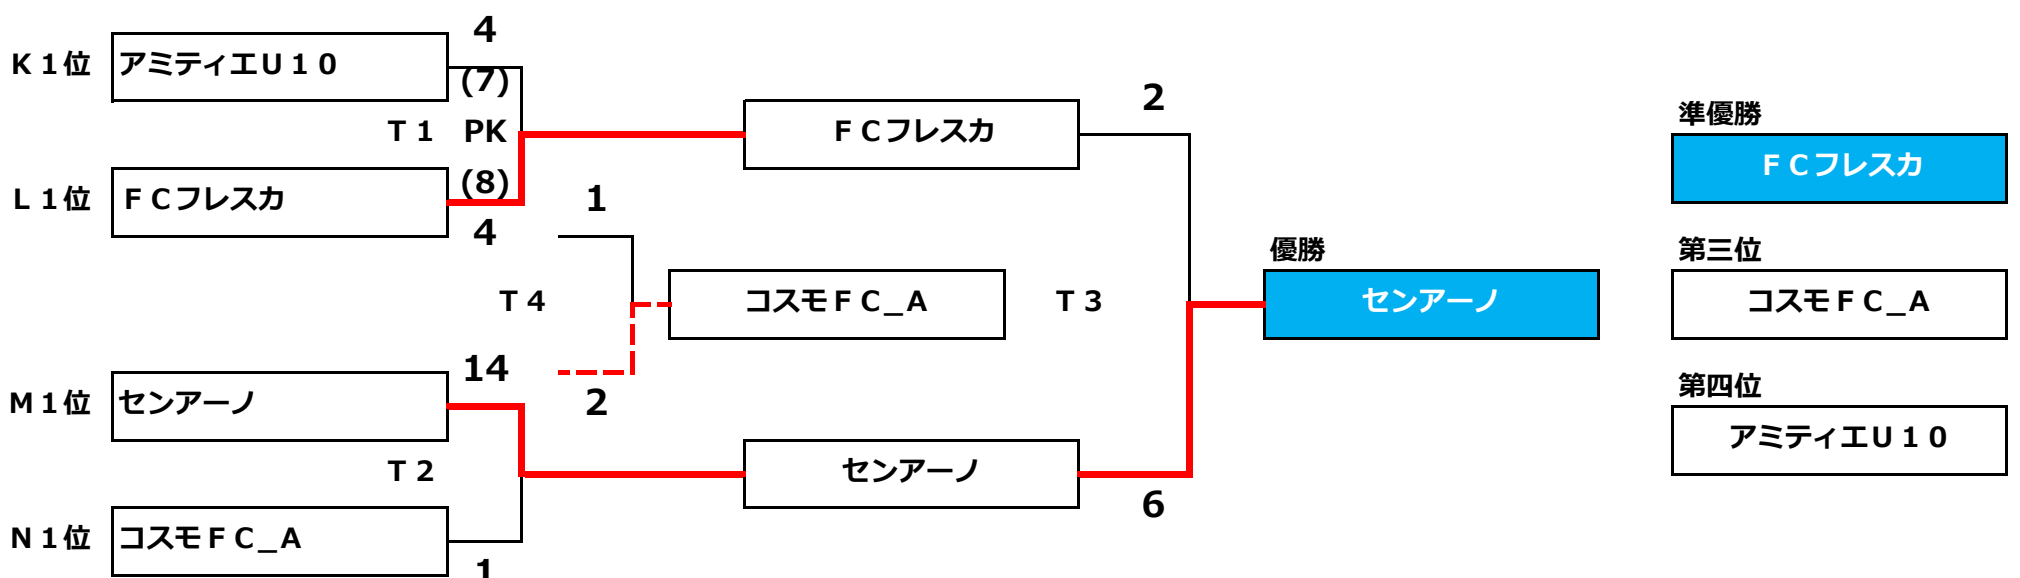 4
K１位 アミティエU１０
(7)
T１ PK
L１位 ＦＣフレスカ
(8)
4
ＦＣフレスカ
2
準優勝
ＦＣフレスカ
1
T４
コスモＦＣ_A
T３
2
優勝
センアーノ
第三位
コスモＦＣ_A
第四位
アミティエU１０
14
M１位 センアーノ
T２
センアーノ
6
N１位 コスモＦＣ_A
1